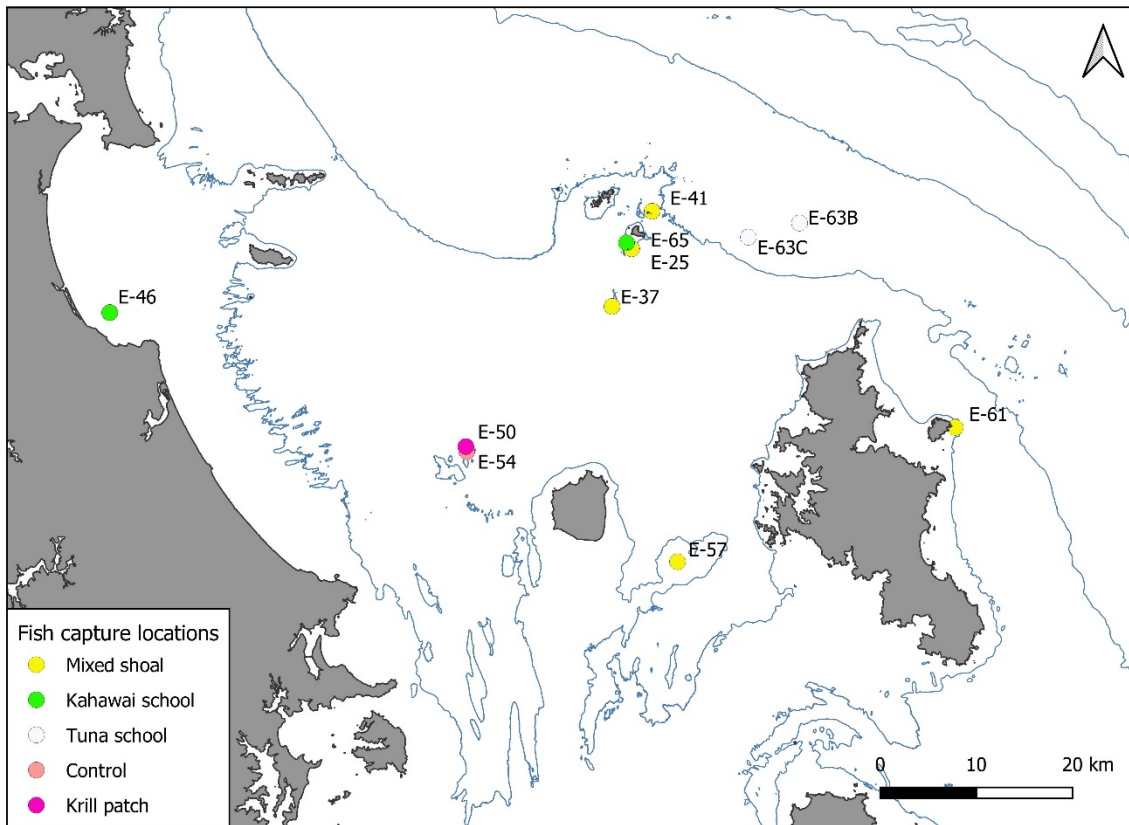 E-41
E-63B
E-65
E-63C
E-25
E-46
E-37
E-61
E-50
E-54
E-57
Fish capture locations
Mixed shoal
Kahawai school
Tuna school
Control
Krill patch
0 10 20 km